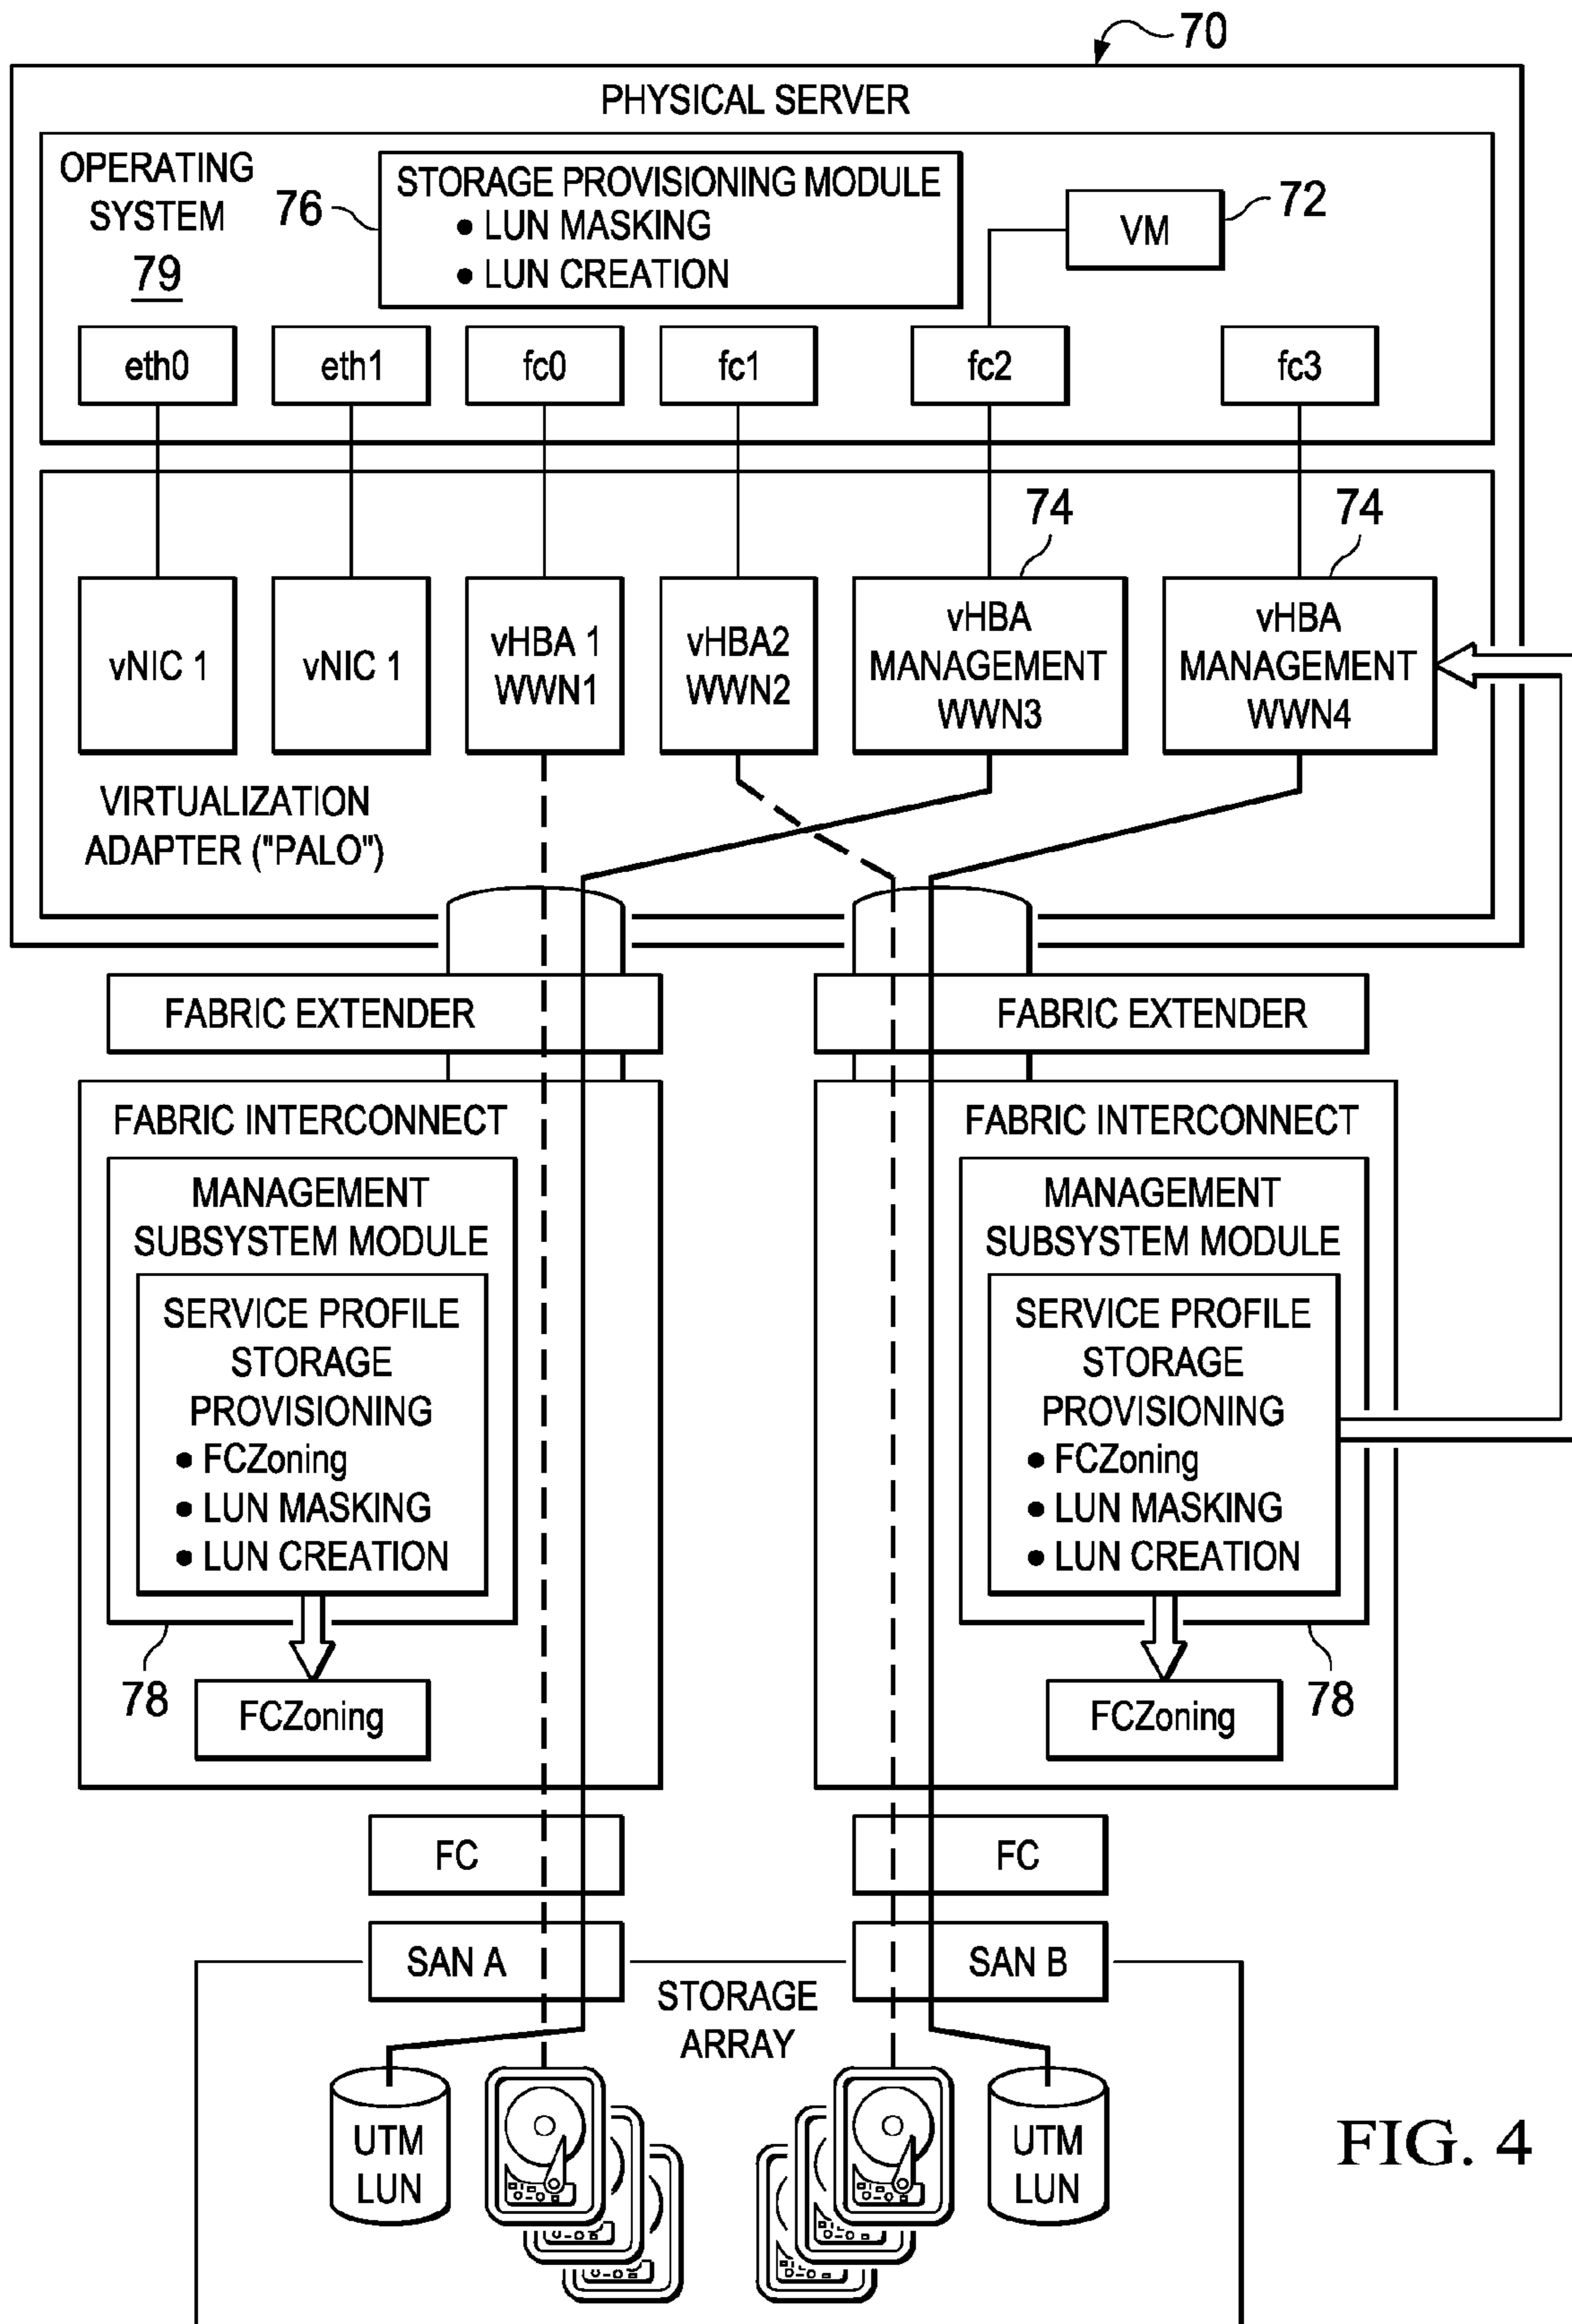 70
PHYSICAL SERVER
OPERATING
SYSTEM
79
76
STORAGE PROVISIONING MODULE
• LUN MASKING
• LUN CREATION
VM
72
eth0
eth1
fc0
fc1
fc2
fc3
74
74
vNIC 1
vNIC 1
vHBA 1
WWN1
vHBA2
WWN2
vHBA
MANAGEMENT
WWN3
vHBA
MANAGEMENT
WWN4
VIRTUALIZATION
ADAPTER ("PALO")
FABRIC EXTENDER
FABRIC EXTENDER
FABRIC INTERCONNECT
MANAGEMENT
SUBSYSTEM MODULE
SERVICE PROFILE
STORAGE
PROVISIONING
• FCZoning
• LUN MASKING
• LUN CREATION
78
FCZoning
FABRIC INTERCONNECT
MANAGEMENT
SUBSYSTEM MODULE
SERVICE PROFILE
STORAGE
PROVISIONING
• FCZoning
• LUN MASKING
• LUN CREATION
78
FCZoning
FC
FC
SAN A
SAN B
STORAGE
ARRAY
UTM
LUN
UTM
LUN
FIG. 4